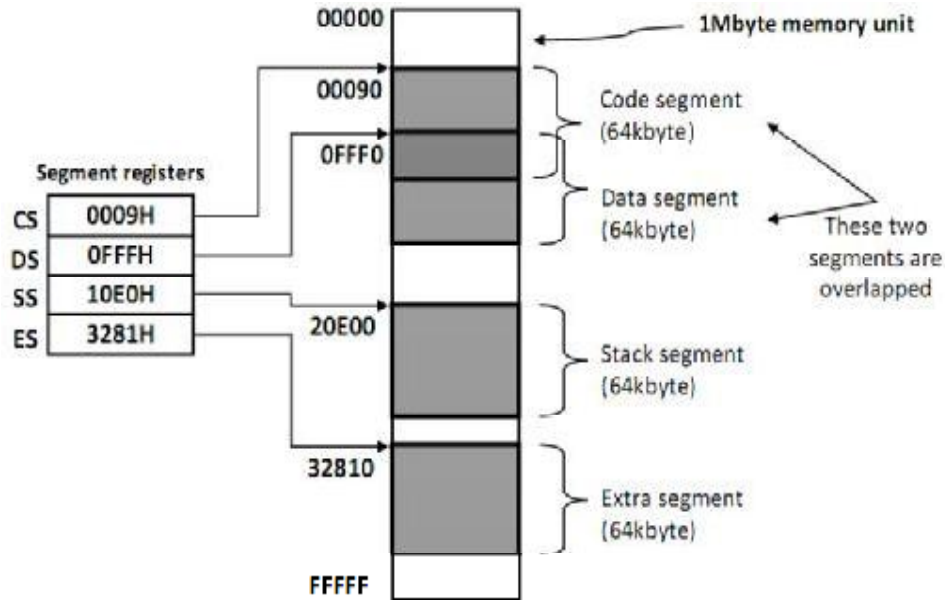 00000
1Mbyte memory unit
00090
Code segment
(64kbyte)
0FFF0
Segment registers
CS 0009H
DS 0FFFH
SS 10E0H
ES 3281H
Data segment
(64kbyte)
These two
segments are
overlapped
20E00
Stack segment
(64kbyte)
32810
Extra segment
(64kbyte)
FFFFF